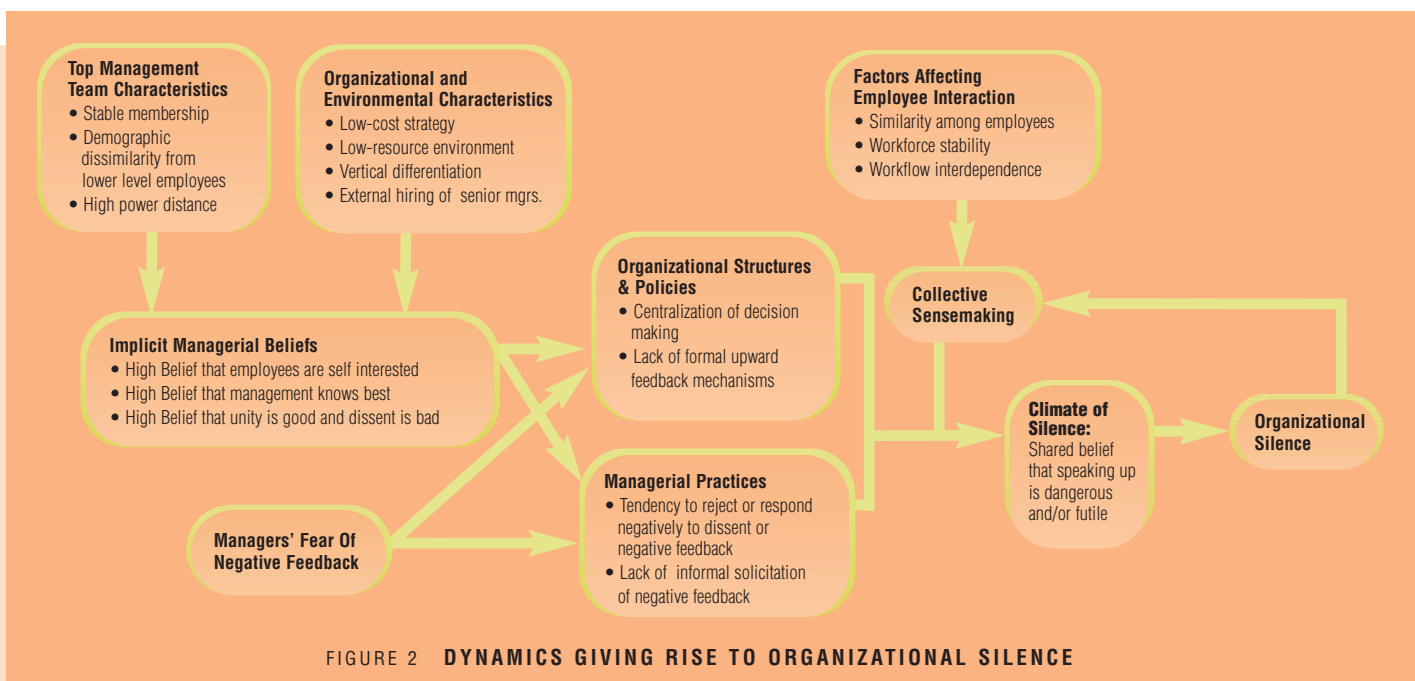 Top Management
Team Characteristics
• Stable membership
• Demographic
dissimilarity from
lower level employees
• High power distance
Organizational and
Environmental Characteristics
• Low-cost strategy
• Low-resource environment
• Vertical differentiation
• External hiring of senior mgrs.
Factors Affecting
Employee Interaction
• Similarity among employees
• Workforce stability
• Workflow interdependence
Implicit Managerial Beliefs
• High Belief that employees are self interested
• High Belief that management knows best
• High Belief that unity is good and dissent is bad
Organizational Structures
& Policies
• Centralization of decision
making
• Lack of formal upward
feedback mechanisms
Collective
Sensemaking
Managers' Fear Of
Negative Feedback
Managerial Practices
• Tendency to reject or respond
negatively to dissent or
negative feedback
• Lack of informal solicitation
of negative feedback
Climate of
Silence:
Shared belief
that speaking up
is dangerous
and/or futile
Organizational
Silence
FIGURE 2 DYNAMICS GIVING RISE TO ORGANIZATIONAL SILENCE